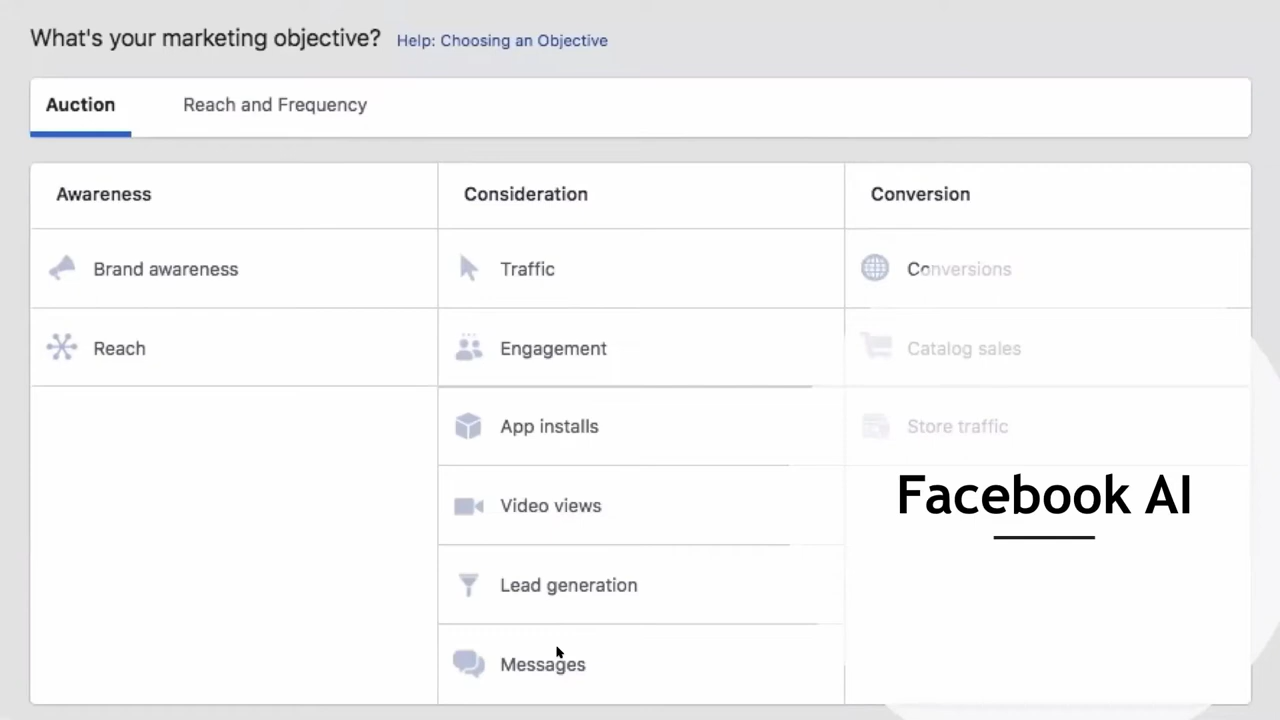 What's your marketing objective? Help: Choosing an Objective
Auction Reach and Frequency
Awareness Consideration Conversion
Brand awareness Traffic Conversions
Reach Engagement Catalog sales
App installs Store traffic
Facebook AI
Video views
Lead generation
Messages